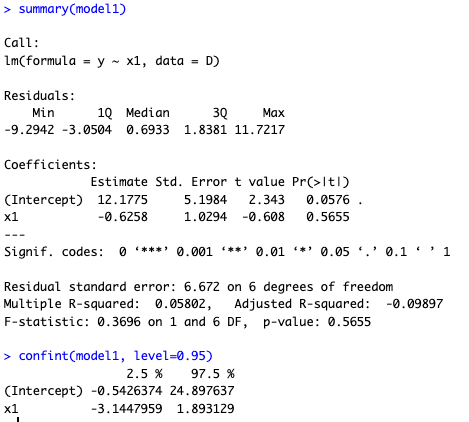 > summary(model1)
Call:
lm(formula = y ~ x1, data = D)
Residuals:
    Min      1Q  Median      3Q     Max
-9.2942 -3.0504  0.6933  1.8381 11.7217
Coefficients:
            Estimate Std. Error t value Pr(>|t|)
(Intercept)  12.1775     5.1984   2.343   0.0576 .
x1           -0.6258     1.0294  -0.608   0.5655
---
Signif. codes:  0 ‘***’ 0.001 ‘**’ 0.01 ‘*’ 0.05 ‘.’ 0.1 ‘ ’ 1
Residual standard error: 6.672 on 6 degrees of freedom
Multiple R-squared:  0.05802,	Adjusted R-squared:  -0.09897
F-statistic: 0.3696 on 1 and 6 DF,  p-value: 0.5655
> confint(model1, level=0.95)
                 2.5 %    97.5 %
(Intercept) -0.5426374 24.897637
x1          -3.1447959  1.893129